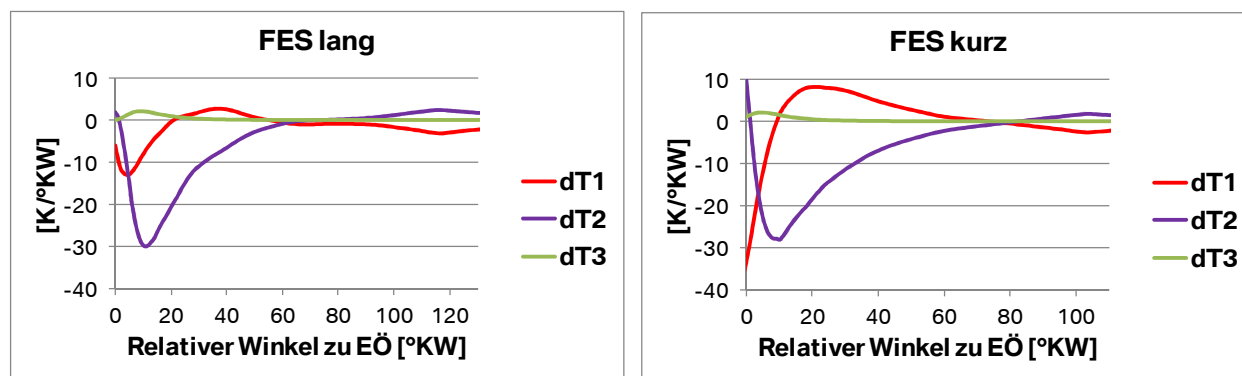 FES lang
10
0
-10
-20
-30
-40
[K/°KW]
0 20 40 60 80 100 120
Relativer Winkel zu EÖ [°KW]
dT1
dT2
dT3
FES kurz
10
0
-10
-20
-30
-40
[K/°KW]
0 20 40 60 80 100
Relativer Winkel zu EÖ [°KW]
dT1
dT2
dT3